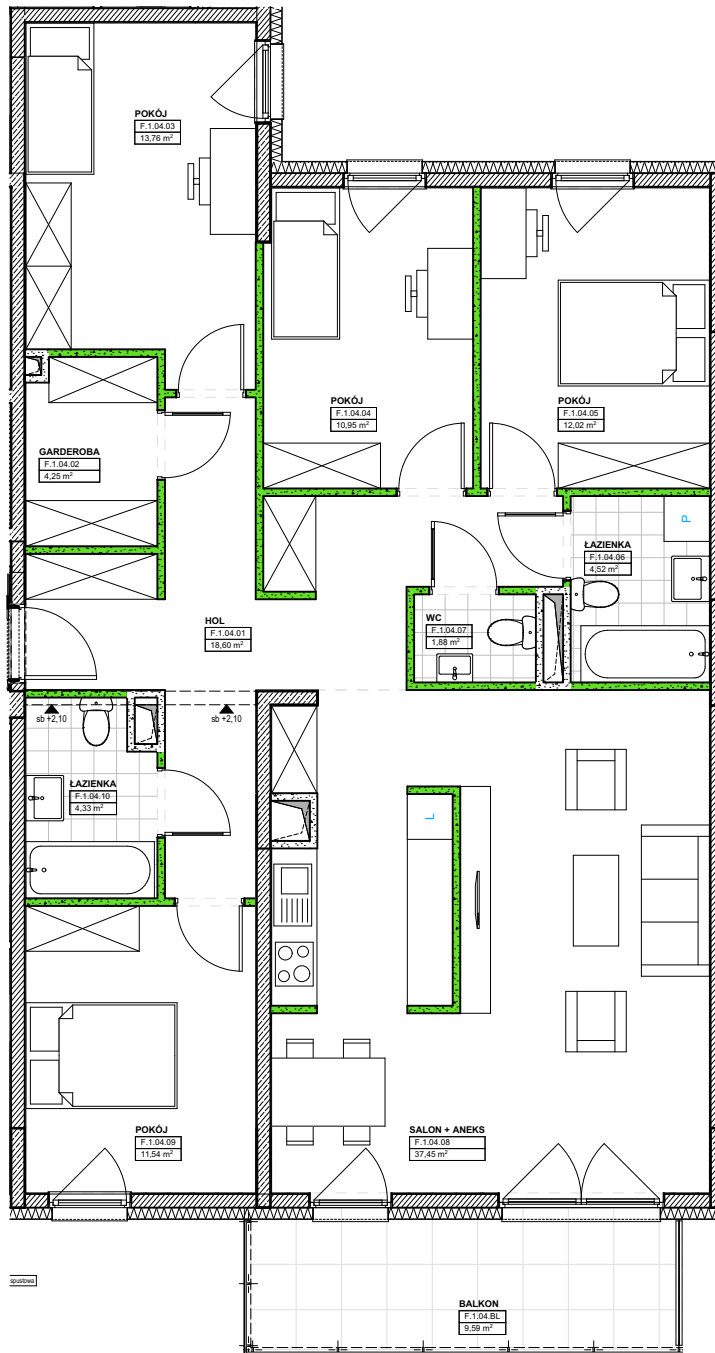 POKÓJ
F.1.04.03
13,76 m²
POKÓJ
F.1.04.04
10,95 m²
POKÓJ
F.1.04.05
12,02 m²
GARDEROBA
F.1.04.02
4,25 m²
P
ŁAZIENKA
F.1.04.06
4,52 m²
HOL
F.1.04.01
18,60 m²
WC
F.1.04.07
1,88 m²
sb +2,10
sb +2,10
ŁAZIENKA
F.1.04.10
4,33 m²
L
POKÓJ
F.1.04.09
11,54 m²
SALON + ANEKS
F.1.04.08
37,45 m²
spustowa
BALKON
F.1.04.BL
9,59 m²